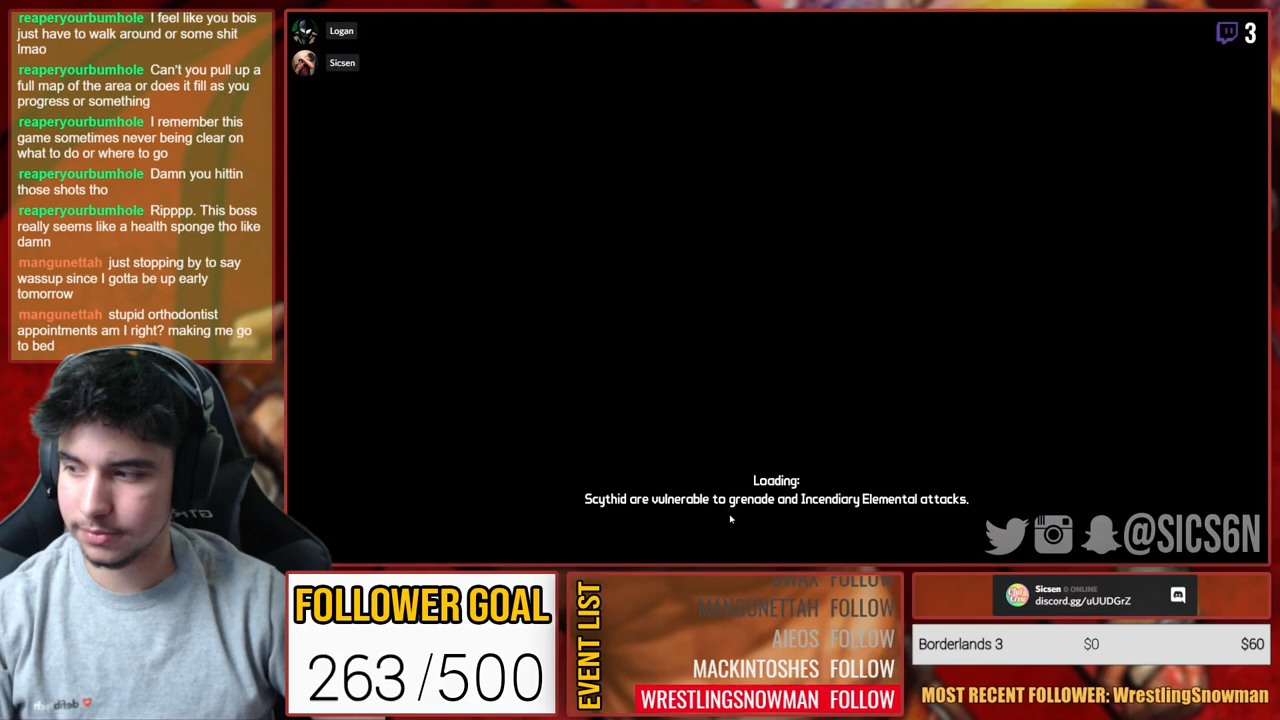 reaperyourbumhole I feel like you bois
just have to walk around or some shit
lmao
reaperyourbumhole Can't you pull up a
full map of the area or does it fill as you
progress or something
reaperyourbumhole I remember this
game sometimes never being clear on
what to do or where to go
reaperyourbumhole Damn you hittin
those shots tho
reaperyourbumhole Ripppp. This boss
really seems like a health sponge tho like
damn
mangunettah just stopping by to say
wassup since I gotta be up early
tomorrow
mangunettah stupid orthodontist
appointments am I right? making me go
to bed
Logan
Sicsen
3
Loading:
Scythid are vulnerable to grenade and Incendiary Elemental attacks.
@SICS6N
FOLLOWER GOAL
263/500
EVENT LIST
FOLLOW
MANGUNETTAH FOLLOW
AIEOS FOLLOW
MACKINTOSHES FOLLOW
WRESTLINGSNOWMAN FOLLOW
Sicsen 0 ONLINE
discord.gg/uUUDGrZ
Borderlands 3 $0 $60
MOST RECENT FOLLOWER: WrestlingSnowman